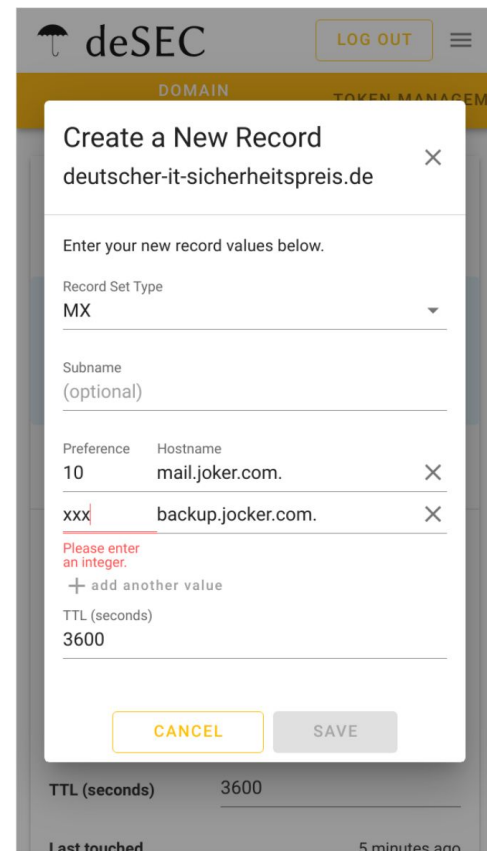 deSEC
LOG OUT
DOMAIN
TOKEN MANAGEM
Create a New Record
deutscher-it-sicherheitspreis.de
Enter your new record values below.
Record Set Type
MX
Subname
(optional)
Preference Hostname
10 mail.joker.com.
xxx backup.jocker.com.
Please enter
an integer.
+ add another value
TTL (seconds)
3600
CANCEL SAVE
TTL (seconds) 3600
Last touched 5 minutes ago